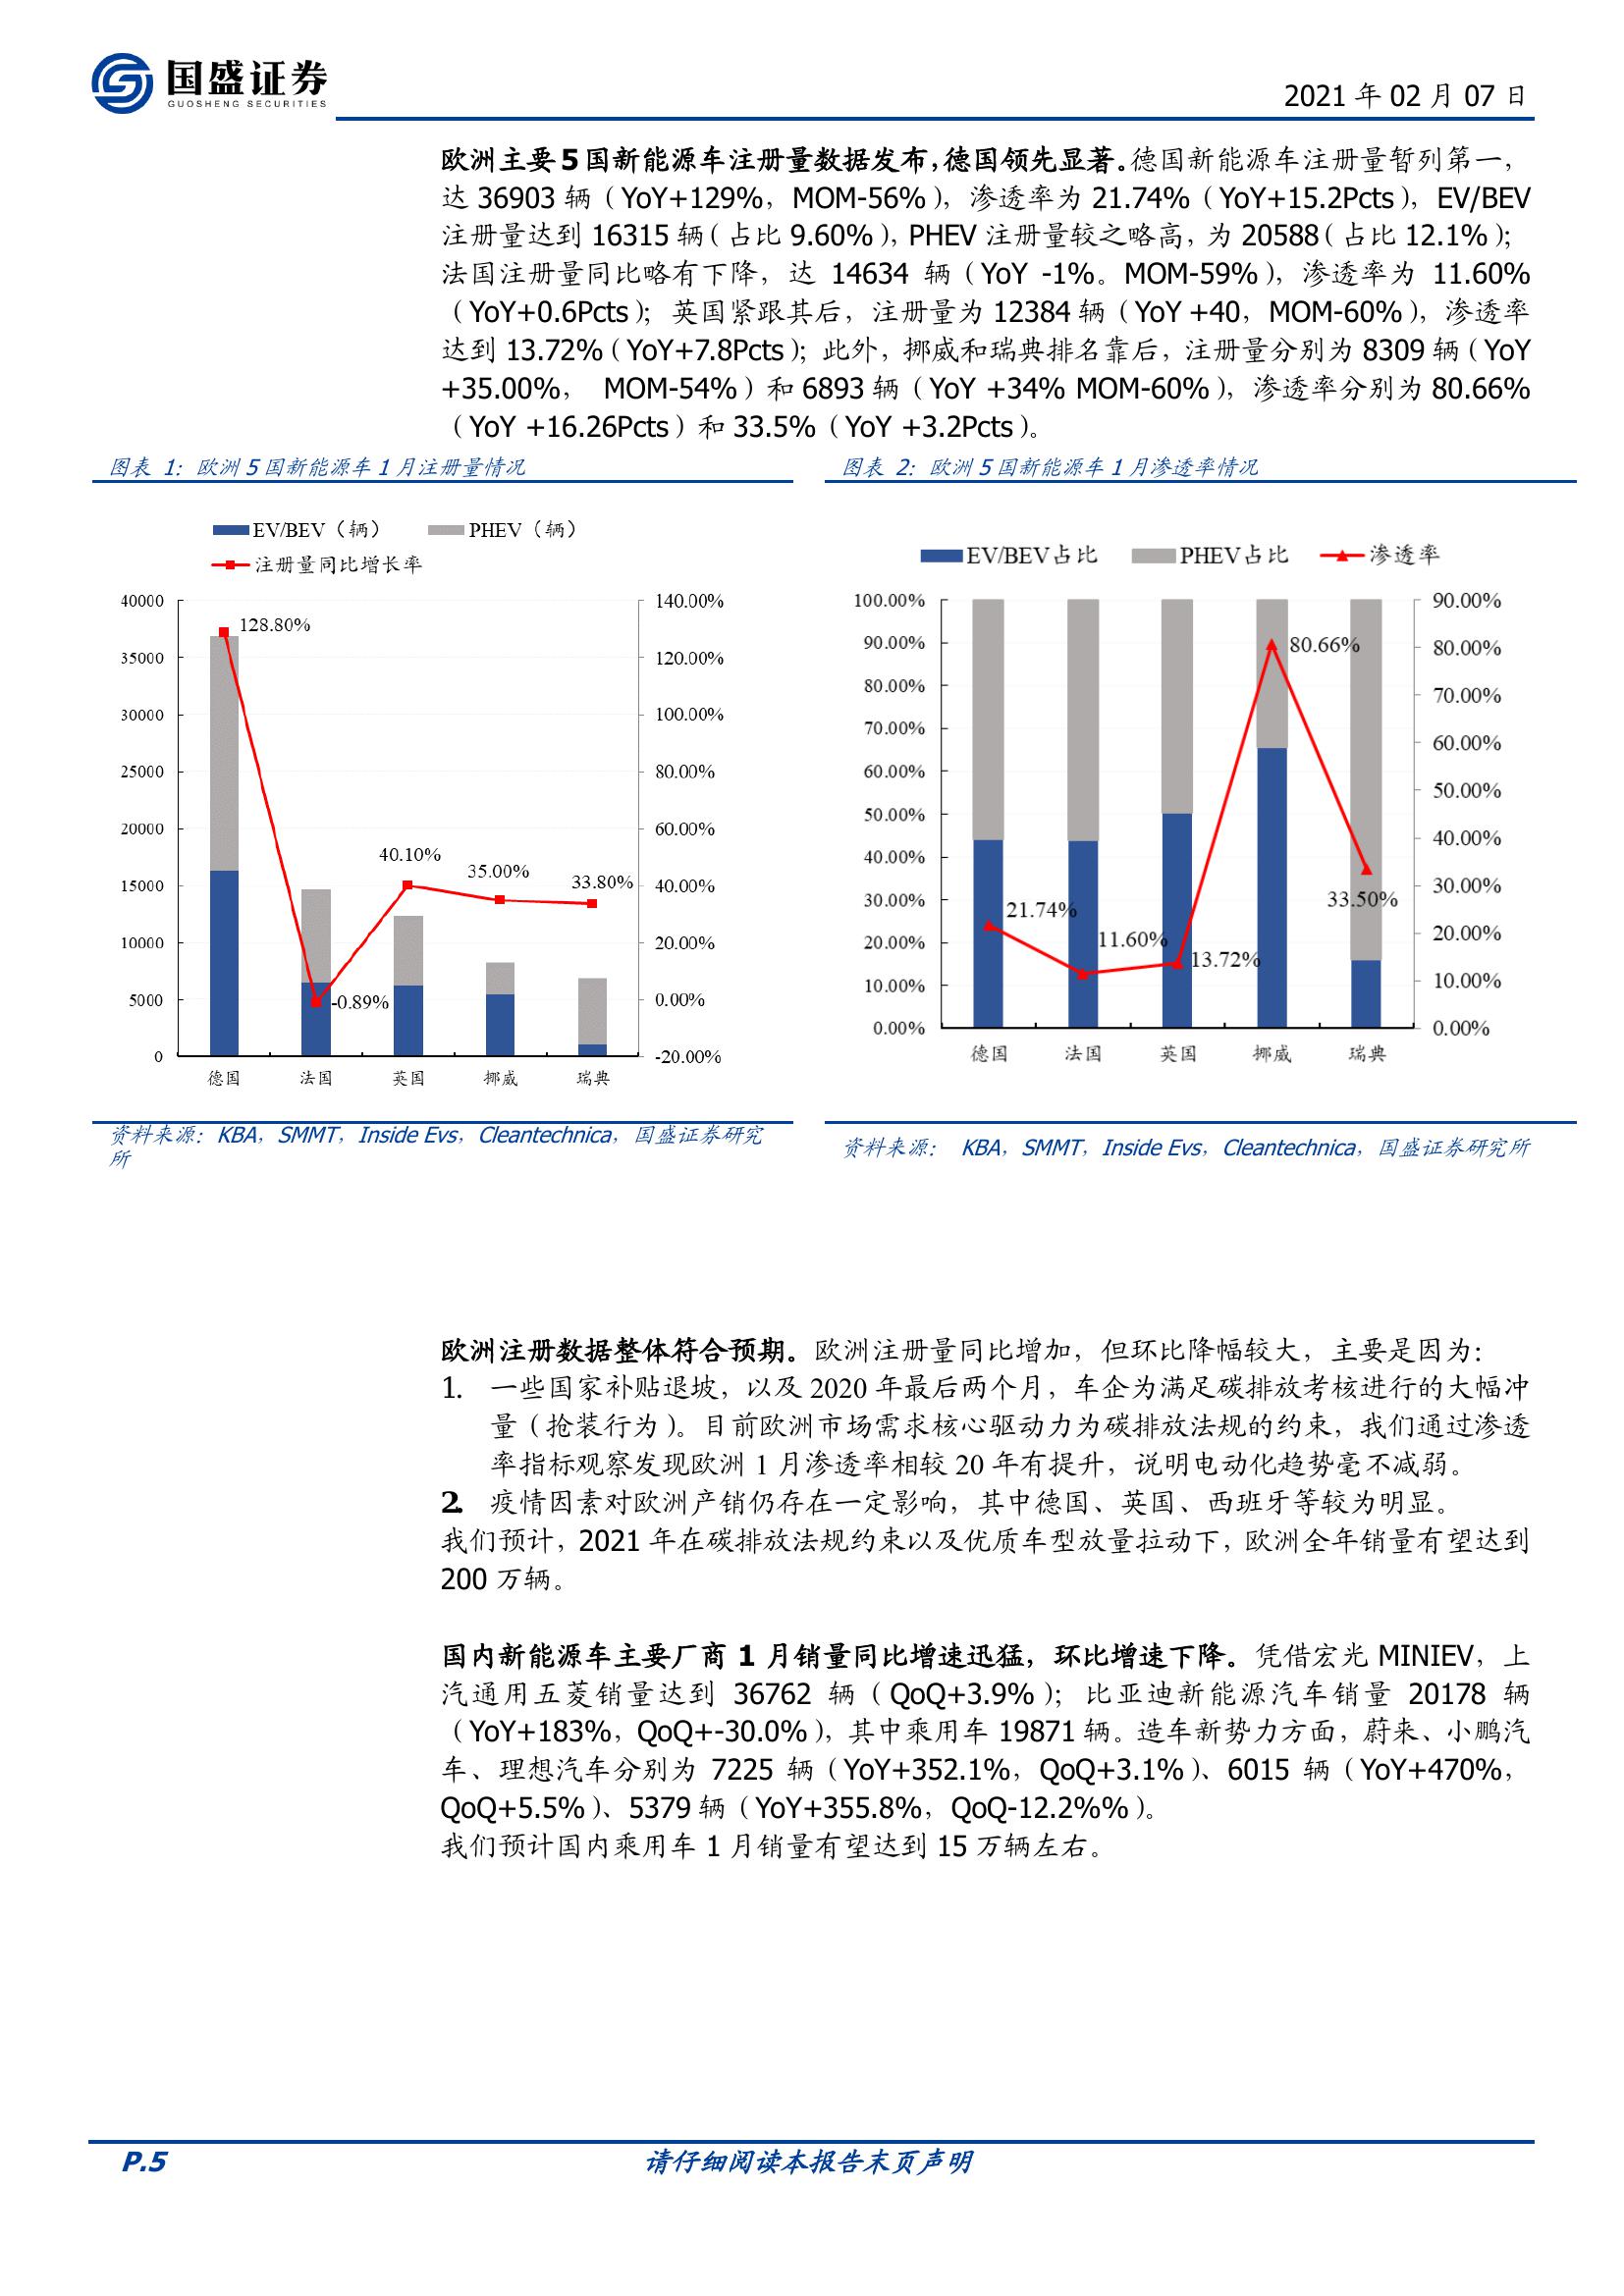 国盛证券
GUOSHENG SECURITIES
2021 年 02 月 07 日
欧洲主要 5 国新能源车注册量数据发布，德国领先显著。德国新能源车注册量暂列第一，
达 36903 辆（YoY+129%，MOM-56%），渗透率为 21.74%（YoY+15.2Pcts），EV/BEV
注册量达到 16315 辆（占比 9.60%），PHEV 注册量较之略高，为 20588（占比 12.1%）；
法国注册量同比略有下降，达 14634 辆（YoY -1%。MOM-59%），渗透率为 11.60%
（YoY+0.6Pcts）；英国紧跟其后，注册量为 12384 辆（YoY +40，MOM-60%），渗透率
达到 13.72%（YoY+7.8Pcts）；此外，挪威和瑞典排名靠后，注册量分别为 8309 辆（YoY
+35.00%， MOM-54%）和 6893 辆（YoY +34% MOM-60%），渗透率分别为 80.66%
（YoY +16.26Pcts）和 33.5%（YoY +3.2Pcts）。
图表 1：欧洲 5 国新能源车 1 月注册量情况
EV/BEV（辆）
PHEV（辆）
注册量同比增长率
40000
35000
30000
25000
20000
15000
10000
5000
0
140.00%
120.00%
100.00%
80.00%
60.00%
40.00%
20.00%
0.00%
-20.00%
128.80%
-0.89%
40.10%
35.00%
33.80%
德国
法国
英国
挪威
瑞典
资料来源：KBA，SMMT，Inside Evs，Cleantechnica，国盛证券研究
所
图表 2：欧洲 5 国新能源车 1 月渗透率情况
EV/BEV占比
PHEV占比
渗透率
100.00%
90.00%
80.00%
70.00%
60.00%
50.00%
40.00%
30.00%
20.00%
10.00%
0.00%
90.00%
80.00%
70.00%
60.00%
50.00%
40.00%
30.00%
20.00%
10.00%
0.00%
21.74%
11.60%
13.72%
80.66%
33.50%
德国
法国
英国
挪威
瑞典
资料来源： KBA，SMMT，Inside Evs，Cleantechnica，国盛证券研究所
欧洲注册数据整体符合预期。欧洲注册量同比增加，但环比降幅较大，主要是因为：
1. 一些国家补贴退坡，以及 2020 年最后两个月，车企为满足碳排放考核进行的大幅冲
量（抢装行为）。目前欧洲市场需求核心驱动力为碳排放法规的约束，我们通过渗透
率指标观察发现欧洲 1 月渗透率相较 20 年有提升，说明电动化趋势毫不减弱。
2. 疫情因素对欧洲产销仍存在一定影响，其中德国、英国、西班牙等较为明显。
我们预计，2021 年在碳排放法规约束以及优质车型放量拉动下，欧洲全年销量有望达到
200 万辆。
国内新能源车主要厂商 1 月销量同比增速迅猛，环比增速下降。凭借宏光 MINIEV，上
汽通用五菱销量达到 36762 辆（QoQ+3.9%）；比亚迪新能源汽车销量 20178 辆
（YoY+183%，QoQ+-30.0%），其中乘用车 19871 辆。造车新势力方面，蔚来、小鹏汽
车、理想汽车分别为 7225 辆（YoY+352.1%，QoQ+3.1%）、6015 辆（YoY+470%，
QoQ+5.5%）、5379 辆（YoY+355.8%，QoQ-12.2%%）。
我们预计国内乘用车 1 月销量有望达到 15 万辆左右。
P.5
请仔细阅读本报告末页声明